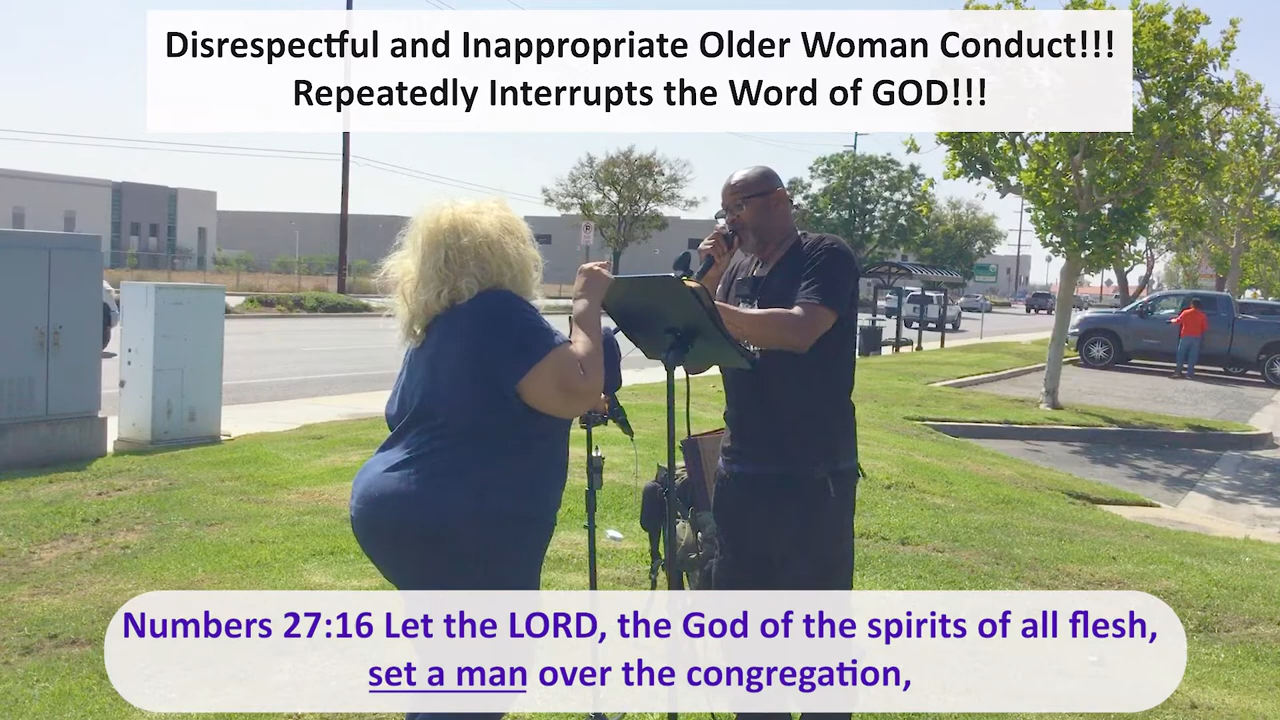 Disrespectful and Inappropriate Older Woman Conduct!!!
Repeatedly Interrupts the Word of GOD!!!
Numbers 27:16 Let the LORD, the God of the spirits of all flesh,
set a man over the congregation,